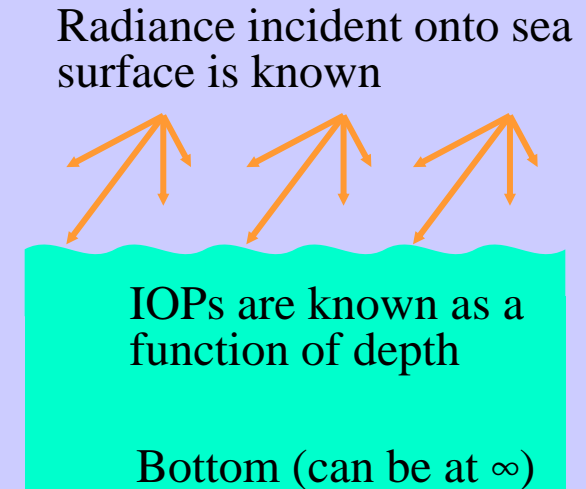 Radiance incident onto sea
surface is known
IOPs are known as a
function of depth
Bottom (can be at ∞)